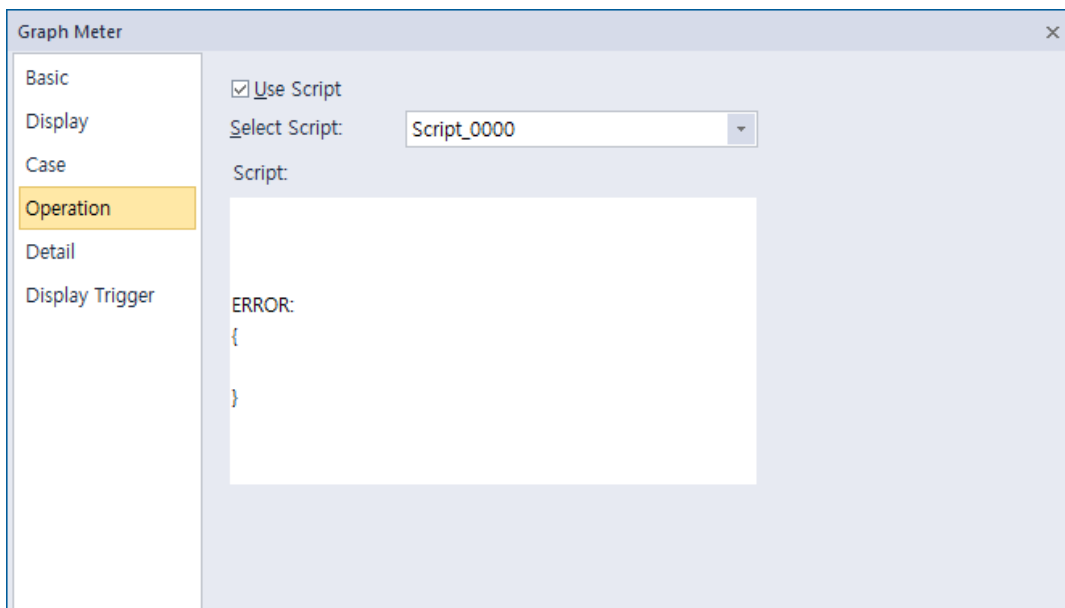 Graph Meter
Basic
Display
Case
Operation
Detail
Display Trigger
Use Script
Select Script: Script_0000
Script:
ERROR:
{
}